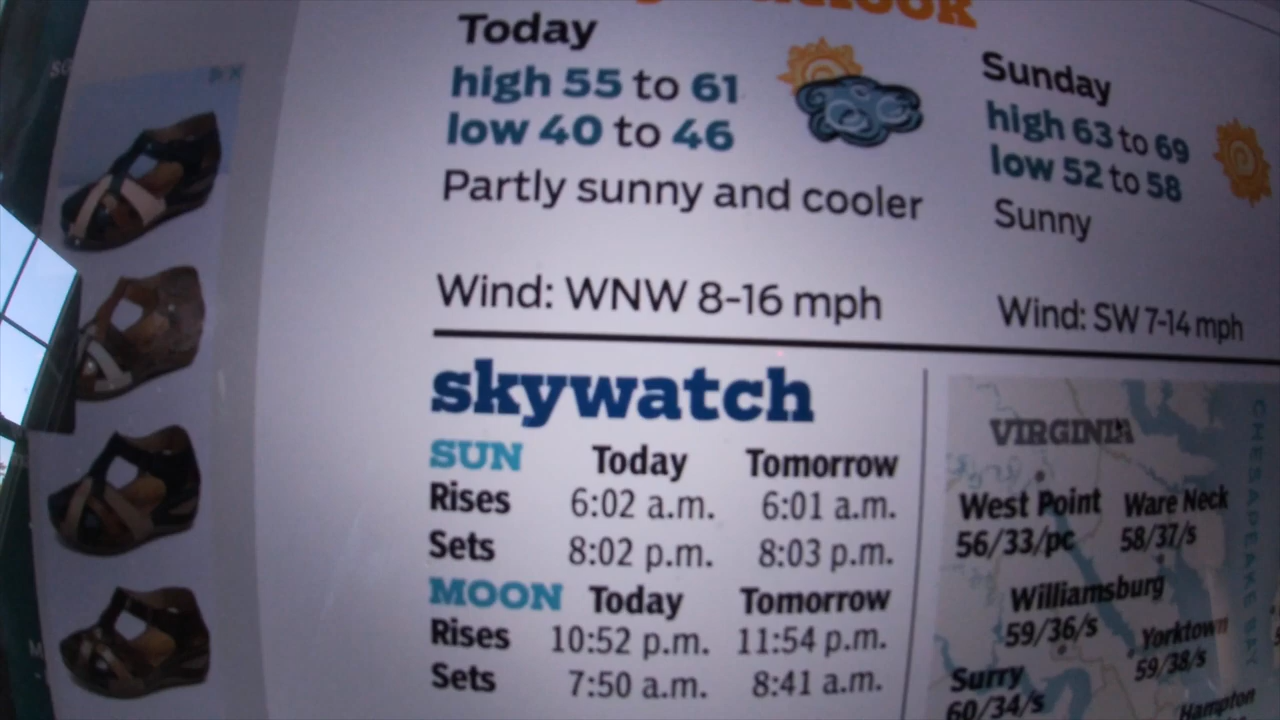 Today
high 55 to 61
low 40 to 46
Partly sunny and cooler
Wind: WNW 8-16 mph
Sunday
high 63 to 69
low 52 to 58
Sunny
Wind: SW 7-14 mph
skywatch
SUN Today Tomorrow
Rises 6:02 a.m. 6:01 a.m.
Sets 8:02 p.m. 8:03 p.m.
MOON Today Tomorrow
Rises 10:52 p.m. 11:54 p.m.
Sets 7:50 a.m. 8:41 a.m.
VIRGINIA
CHESAPEAKE BAY
West Point
56/33/pc
Ware Neck
58/37/s
Williamsburg
59/36/s
Yorktown
59/38/s
Surry
60/34/s
Hampton